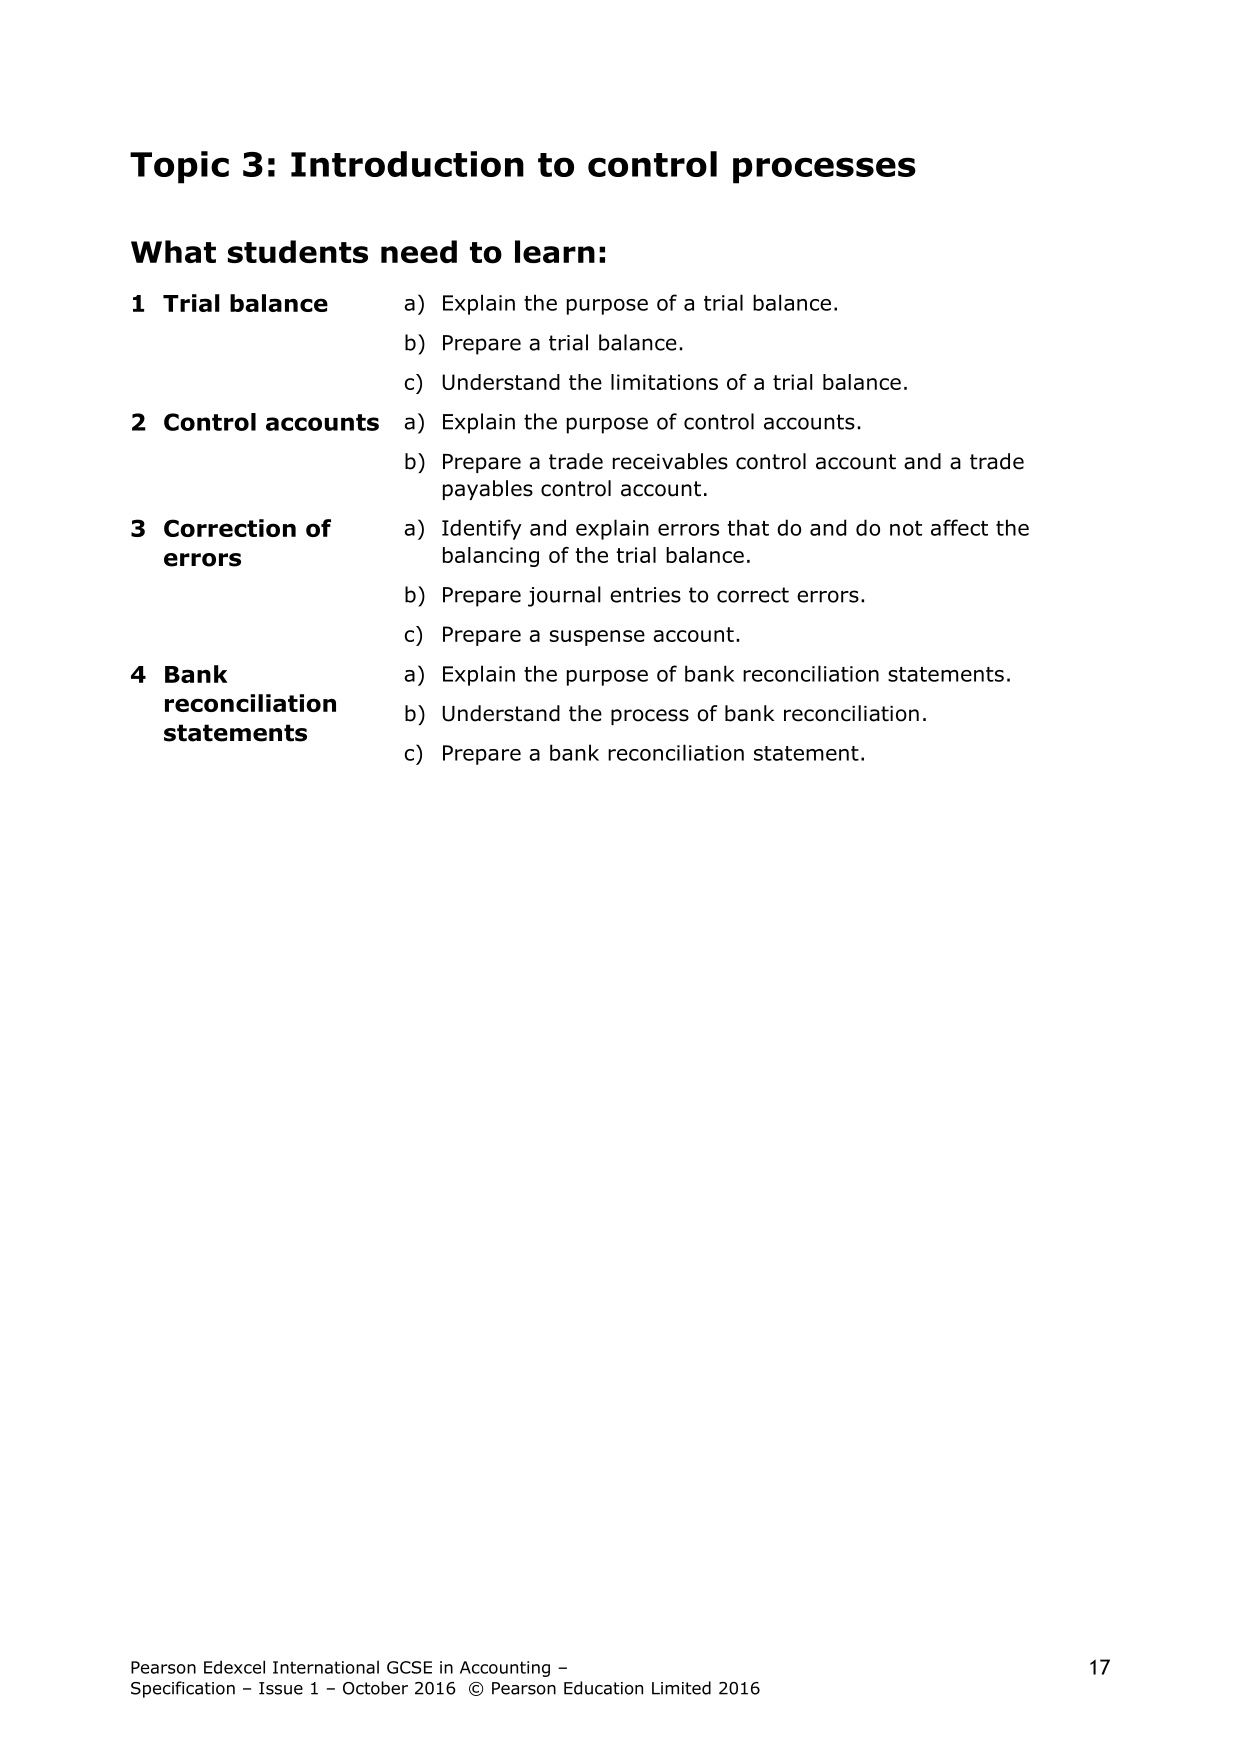 Topic 3: Introduction to control processes
What students need to learn:
1 Trial balance
a) Explain the purpose of a trial balance.
b) Prepare a trial balance.
c) Understand the limitations of a trial balance.
2 Control accounts
a) Explain the purpose of control accounts.
b) Prepare a trade receivables control account and a trade
payables control account.
3 Correction of
errors
a) Identify and explain errors that do and do not affect the
balancing of the trial balance.
b) Prepare journal entries to correct errors.
c) Prepare a suspense account.
4 Bank
reconciliation
statements
a) Explain the purpose of bank reconciliation statements.
b) Understand the process of bank reconciliation.
c) Prepare a bank reconciliation statement.
Pearson Edexcel International GCSE in Accounting –
Specification – Issue 1 – October 2016 © Pearson Education Limited 2016
17